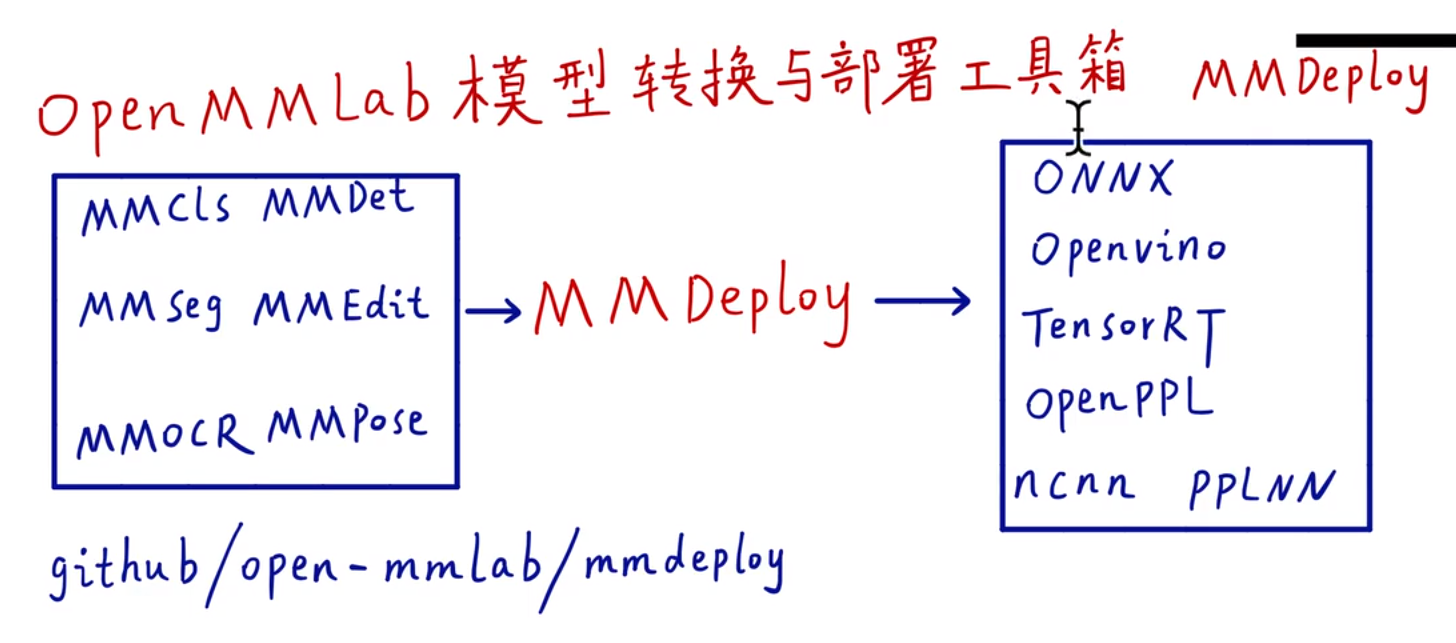 OpenMMLab 模型转换与部署工具箱 MMDeploy
MMCls MMDet
MMSeg MMEdit
MMOCR MMPose
MMDeploy
ONNX
Openvino
TensorRT
OpenPPL
ncnn PPLNN
github/open-mmlab/mmdeploy